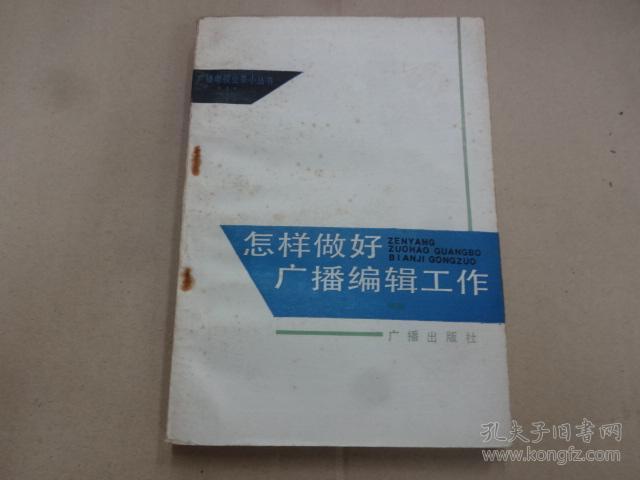 广播电视业务小丛书
怎样做好
ZENYANG
ZUOHAO GUANGBO
BIANJI GONGZUO
广播编辑工作
广播出版社
孔夫子旧书网
www.kongfz.com